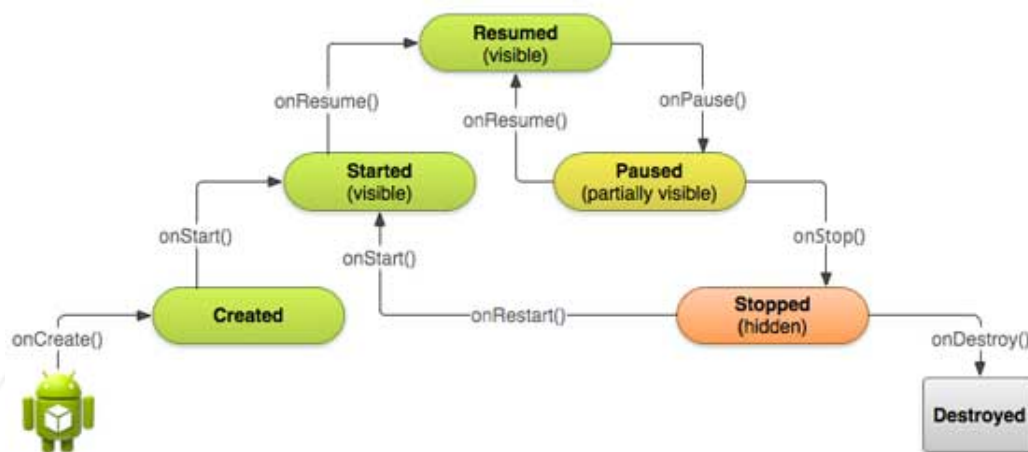 Resumed
(visible)
onResume()
onResume()
onPause()
Started
(visible)
Paused
(partially visible)
onStart()
onStart()
onStop()
Created
onRestart()
Stopped
(hidden)
onCreate()
onDestroy()
Destroyed